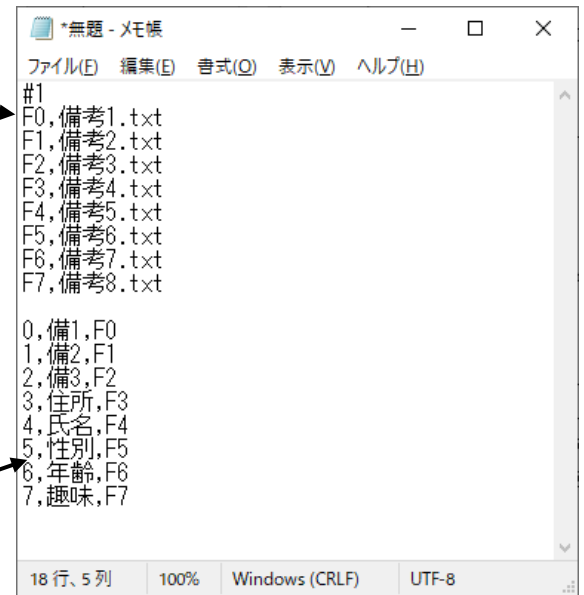 *無題 - メモ帳
ファイル(F) 編集(E) 書式(O) 表示(V) ヘルプ(H)
#1
F0,備考1.txt
F1,備考2.txt
F2,備考3.txt
F3,備考4.txt
F4,備考5.txt
F5,備考6.txt
F6,備考7.txt
F7,備考8.txt
0,備1,F0
1,備2,F1
2,備3,F2
3,住所,F3
4,氏名,F4
5,性別,F5
6,年齢,F6
7,趣味,F7
18 行、5 列 100% Windows (CRLF) UTF-8